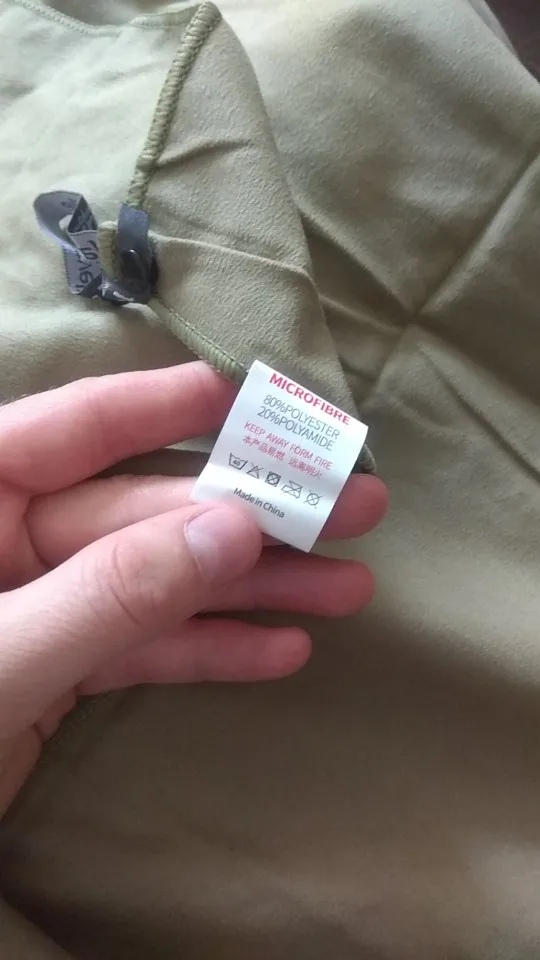 MICROFIBRE
80%POLYESTER
20%POLYAMIDE
KEEP AWAY FORM FIRE
本产品易燃 远离明火
Made in China